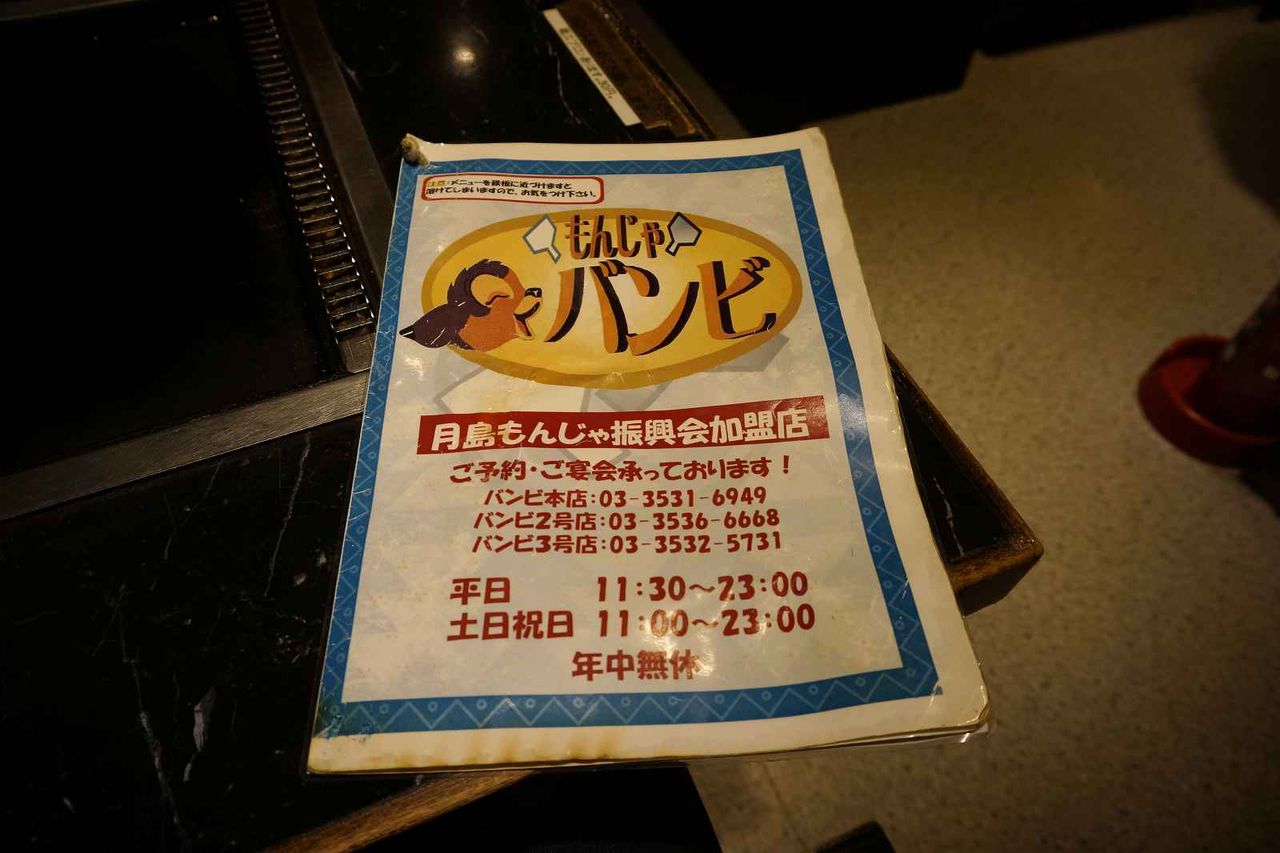 注意:メニューを鉄板に近づけますと
溶けてしまいますので、お気をつけ下さい。
もんじゃ
バンビ
月島もんじゃ振興会加盟店
ご予約・ご宴会承っております!
バンビ本店:03-3531-6949
バンビ2号店:03-3536-6668
バンビ3号店:03-3532-5731
平日 11:30~23:00
土日祝日 11:00~23:00
年中無休